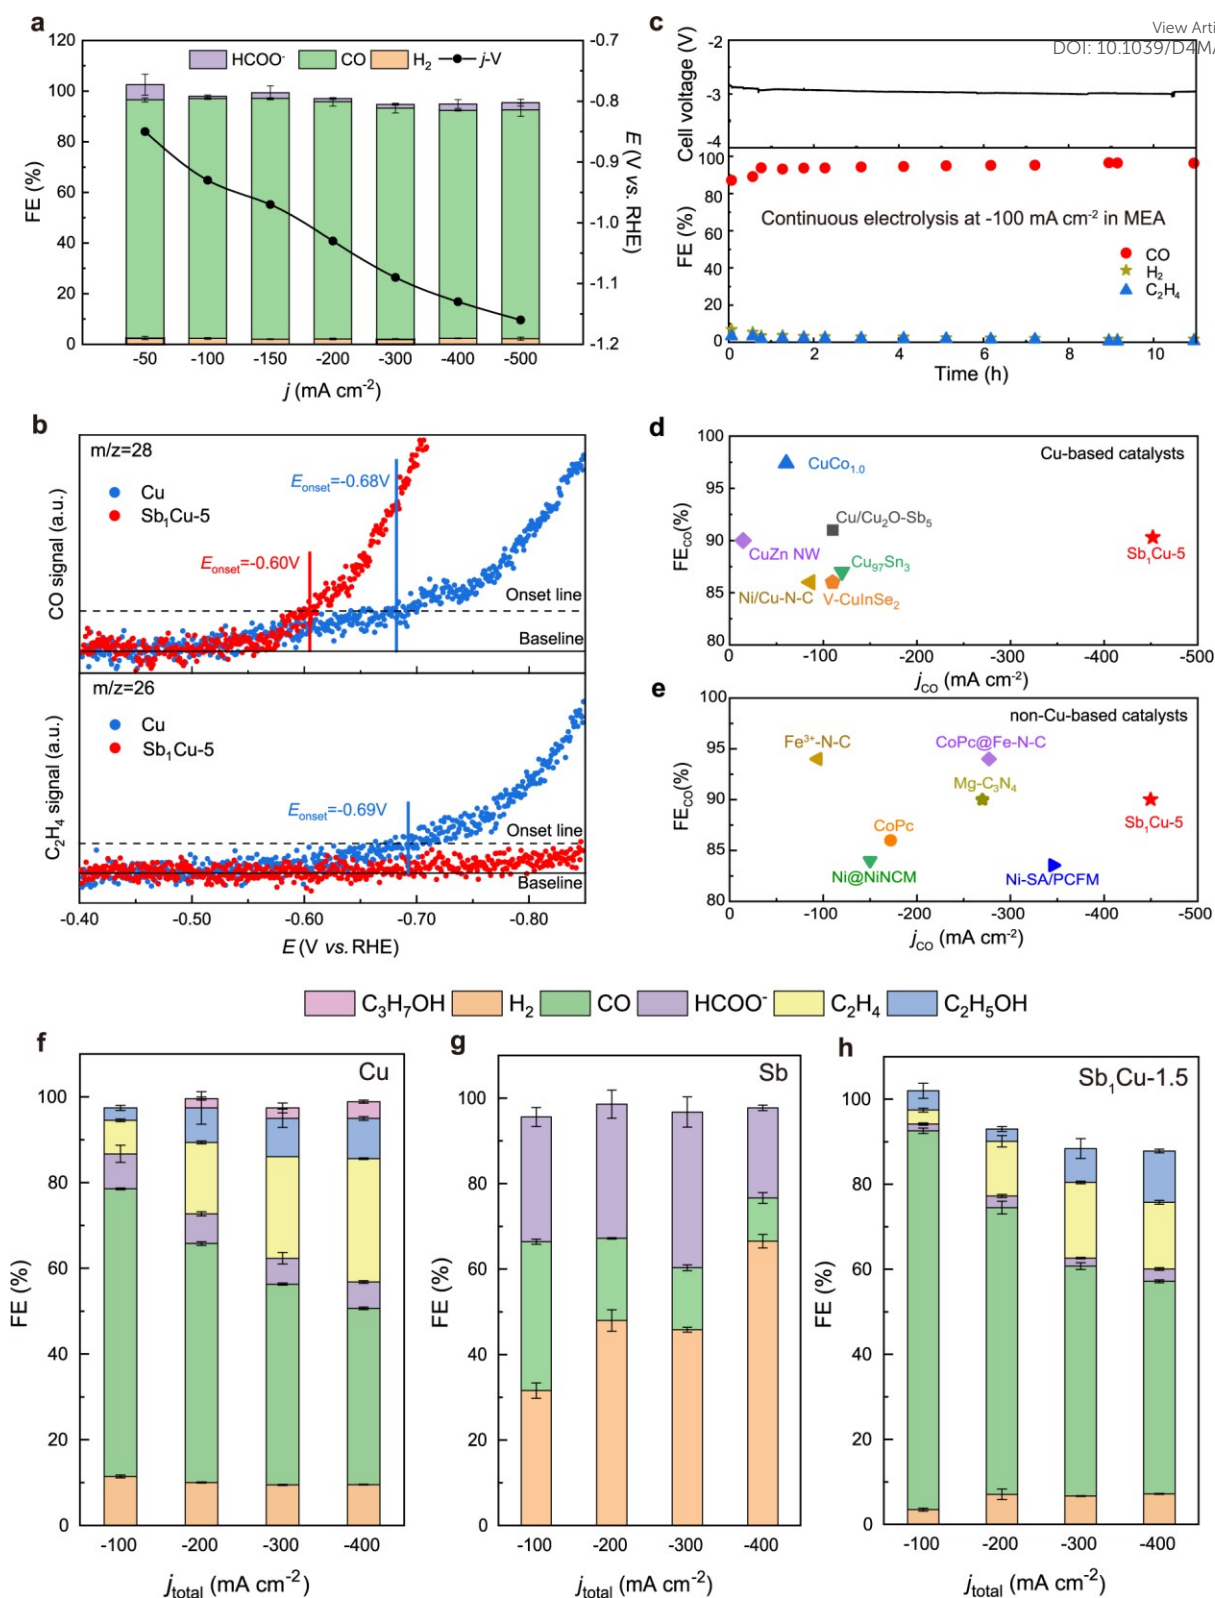 View Arti
DOI: 10.1039/D4MA
a
120
100
80
60
40
20
0
FE (%)
HCOO⁻ CO H₂ j-V
-0.7
-0.8
-0.9
-1.0
-1.1
-1.2
E (V vs. RHE)
-50 -100 -150 -200 -300 -400 -500
j (mA cm⁻²)
c
-2
-3
-4
Cell voltage (V)
100
80
60
40
20
0
FE (%)
Continuous electrolysis at -100 mA cm⁻² in MEA
CO
H₂
C₂H₄
0 2 4 6 8 10
Time (h)
b
m/z=28
Cu
Sb₁Cu-5
E_onset=-0.68V
E_onset=-0.60V
Onset line
Baseline
CO signal (a.u.)
m/z=26
Cu
Sb₁Cu-5
E_onset=-0.69V
Onset line
Baseline
C₂H₄ signal (a.u.)
-0.40 -0.50 -0.60 -0.70 -0.80
E (V vs. RHE)
d
100
95
90
85
80
FE_CO(%)
Cu-based catalysts
CuCo₁.₀
Cu/Cu₂O-Sb₅
CuZn NW
Cu₉₇Sn₃
Ni/Cu-N-C
V-CuInSe₂
Sb₁Cu-5
0 -100 -200 -300 -400 -500
j_CO (mA cm⁻²)
e
100
95
90
85
80
FE_CO(%)
non-Cu-based catalysts
Fe³⁺-N-C
CoPc@Fe-N-C
Mg-C₃N₄
CoPc
Sb₁Cu-5
Ni@NiNCM
Ni-SA/PCFM
0 -100 -200 -300 -400 -500
j_CO (mA cm⁻²)
C₃H₇OH H₂ CO HCOO⁻ C₂H₄ C₂H₅OH
f
Cu
100
80
60
40
20
0
FE (%)
-100 -200 -300 -400
j_total (mA cm⁻²)
g
Sb
100
80
60
40
20
0
FE (%)
-100 -200 -300 -400
j_total (mA cm⁻²)
h
Sb₁Cu-1.5
100
80
60
40
20
0
FE (%)
-100 -200 -300 -400
j_total (mA cm⁻²)